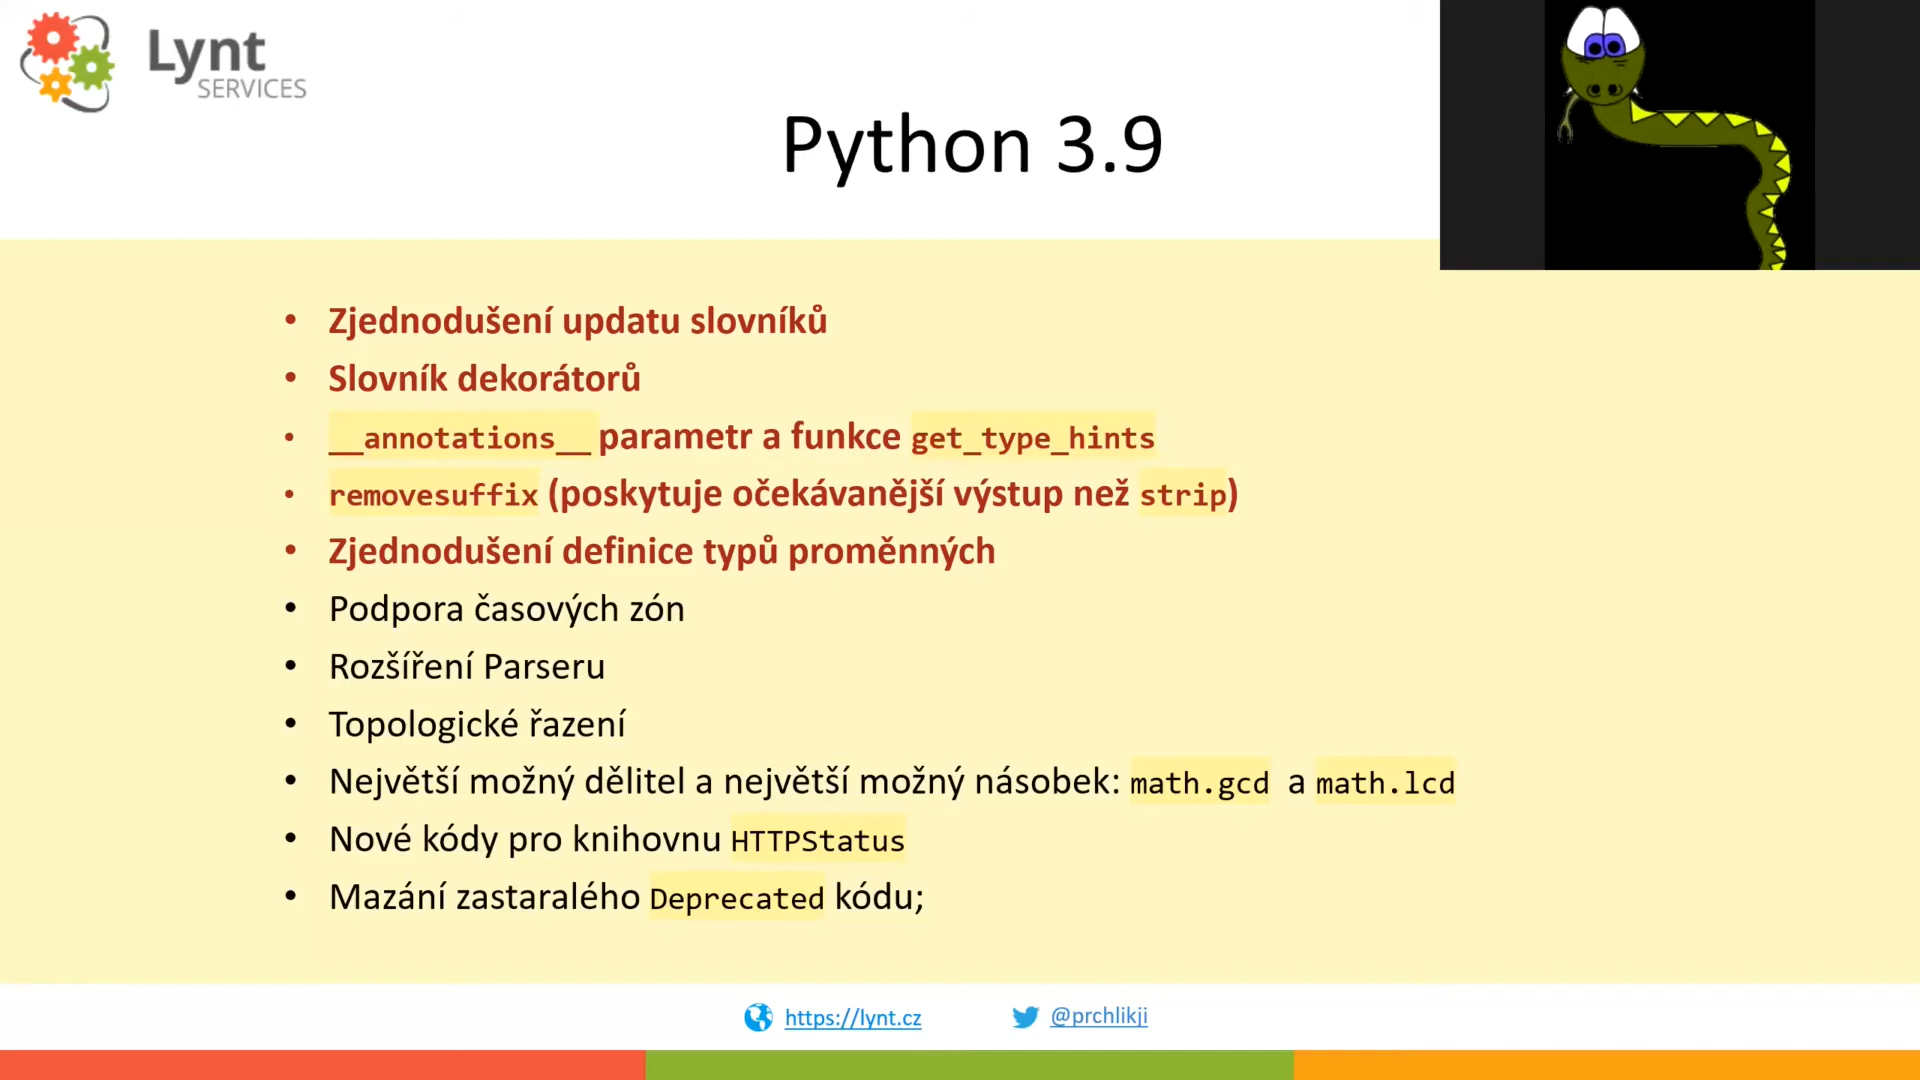 Lynt
SERVICES
Python 3.9
• Zjednodušení updatu slovníků
• Slovník dekorátorů
• __annotations__ parametr a funkce get_type_hints
• removesuffix (poskytuje očekávanější výstup než strip)
• Zjednodušení definice typů proměnných
• Podpora časových zón
• Rozšíření Parseru
• Topologické řazení
• Největší možný dělitel a největší možný násobek: math.gcd a math.lcd
• Nové kódy pro knihovnu HTTPStatus
• Mazání zastaralého Deprecated kódu;
https://lynt.cz @prchlikji